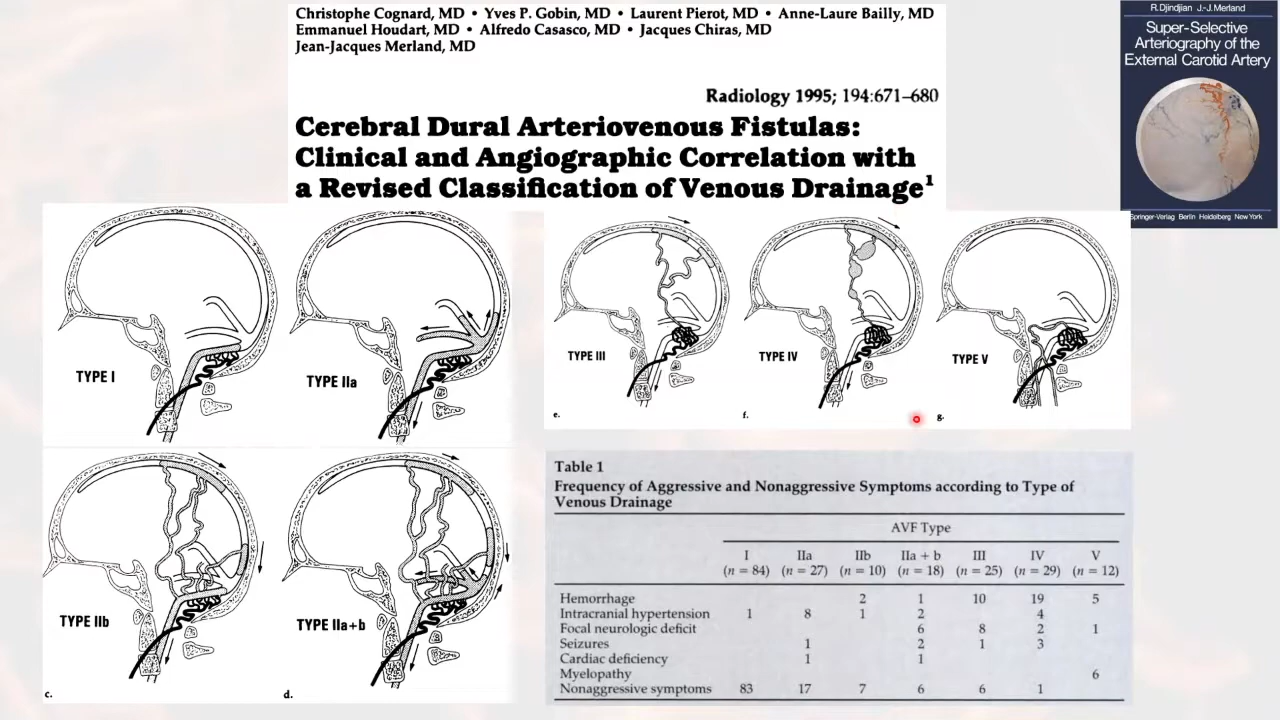 Christophe Cognard, MD • Yves P. Gobin, MD • Laurent Pierot, MD • Anne-Laure Bailly, MD
Emmanuel Houdart, MD • Alfredo Casasco, MD • Jacques Chiras, MD
Jean-Jacques Merland, MD
Radiology 1995; 194:671–680
Cerebral Dural Arteriovenous Fistulas:
Clinical and Angiographic Correlation with
a Revised Classification of Venous Drainage¹
R.Djindjian J.-J.Merland
Super-Selective
Arteriography of the
External Carotid Artery
Springer-Verlag Berlin Heidelberg New York
TYPE I
TYPE IIa
TYPE III
TYPE IV
TYPE V
e.
f.
g.
TYPE IIb
TYPE IIa+b
c.
d.
Table 1
Frequency of Aggressive and Nonaggressive Symptoms according to Type of
Venous Drainage
AVF Type
I IIa IIb IIa + b III IV V
(n = 84) (n = 27) (n = 10) (n = 18) (n = 25) (n = 29) (n = 12)
Hemorrhage 2 1 10 19 5
Intracranial hypertension 1 8 1 2 4
Focal neurologic deficit 6 8 2 1
Seizures 1 2 1 3
Cardiac deficiency 1 1
Myelopathy 6
Nonaggressive symptoms 83 17 7 6 6 1